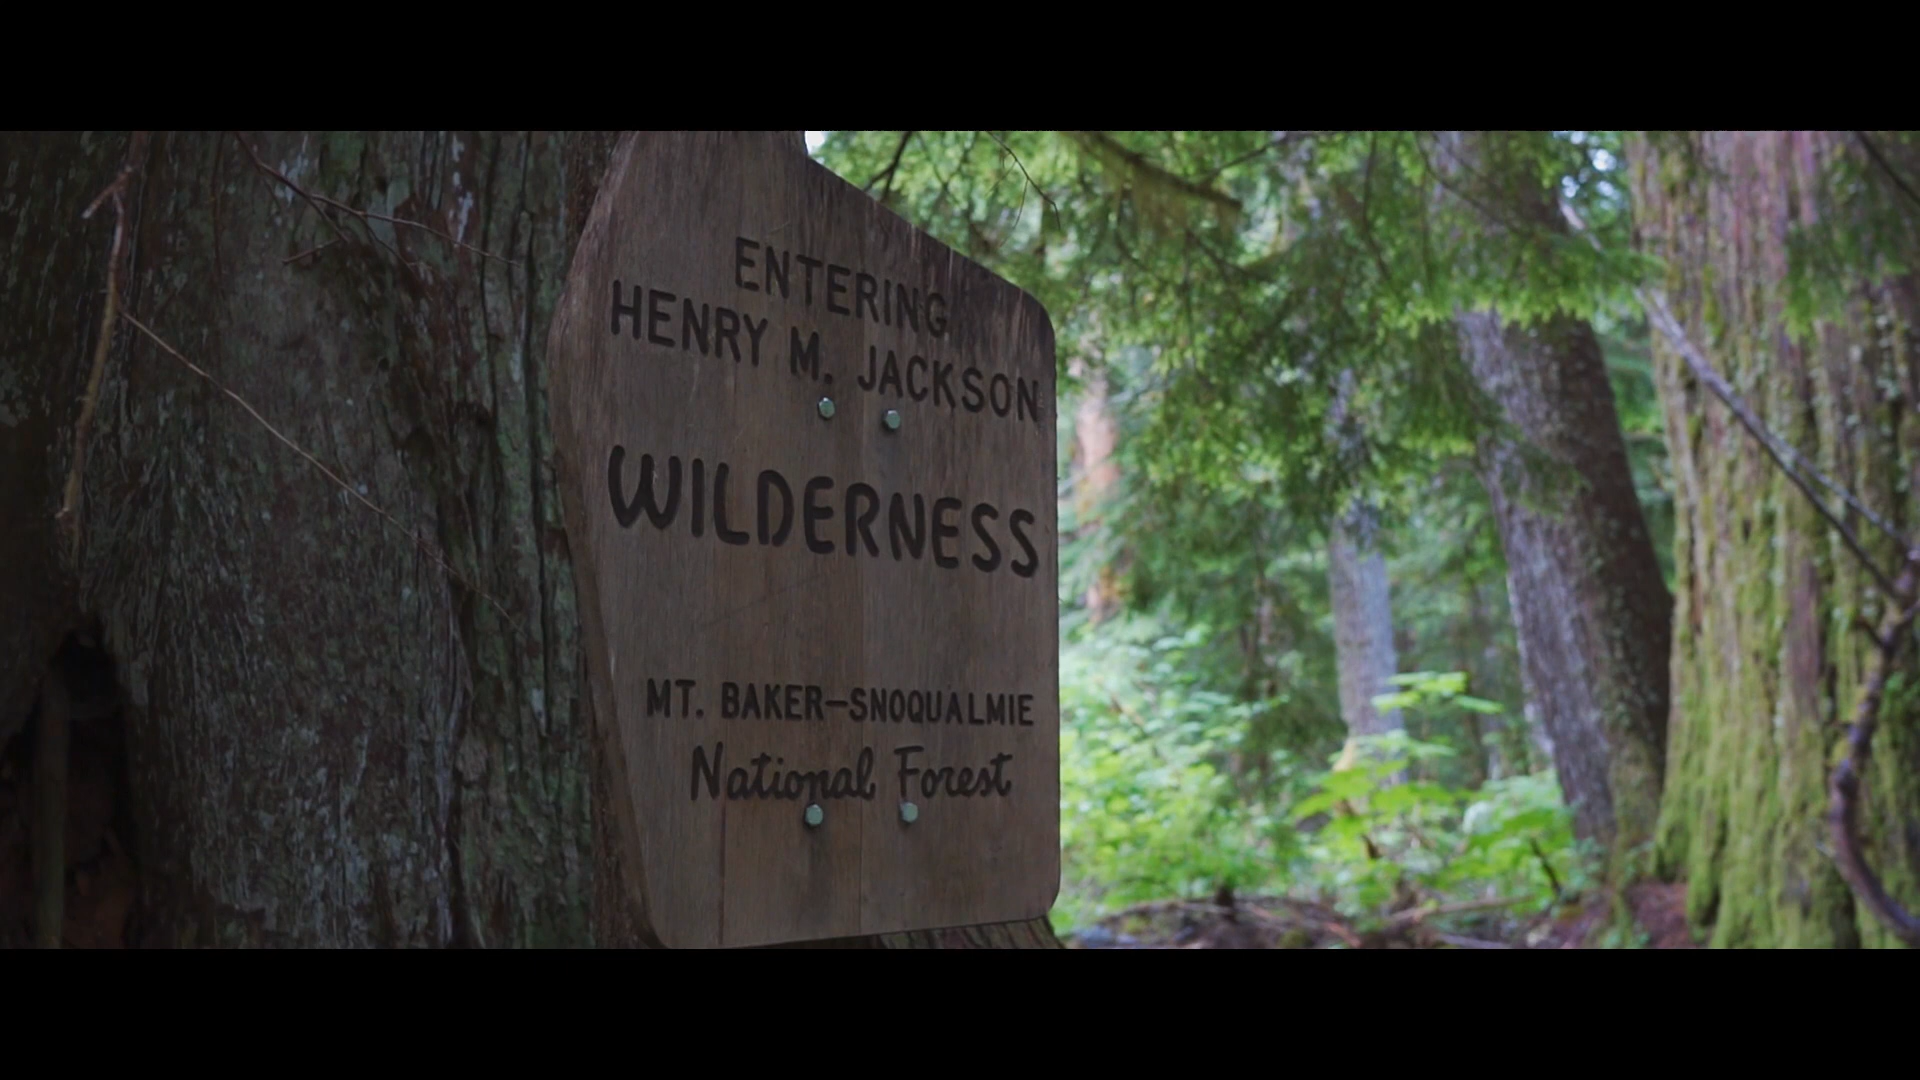 ENTERING
HENRY M. JACKSON
WILDERNESS
MT. BAKER-SNOQUALMIE
National Forest